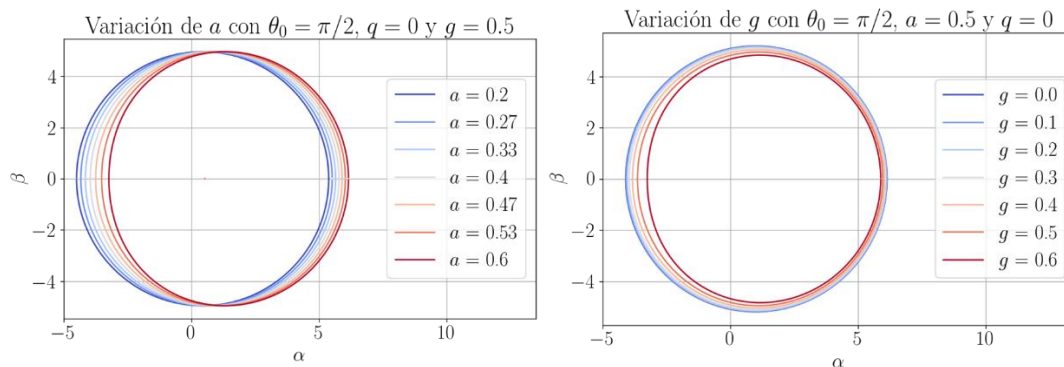 Variación de a con θ₀ = π/2, q = 0 y g = 0.5
4
2
0
−2
−4
β
−5
0
5
10
α
a = 0.2
a = 0.27
a = 0.33
a = 0.4
a = 0.47
a = 0.53
a = 0.6
Variación de g con θ₀ = π/2, a = 0.5 y q = 0
4
2
0
−2
−4
β
−5
0
5
10
α
g = 0.0
g = 0.1
g = 0.2
g = 0.3
g = 0.4
g = 0.5
g = 0.6